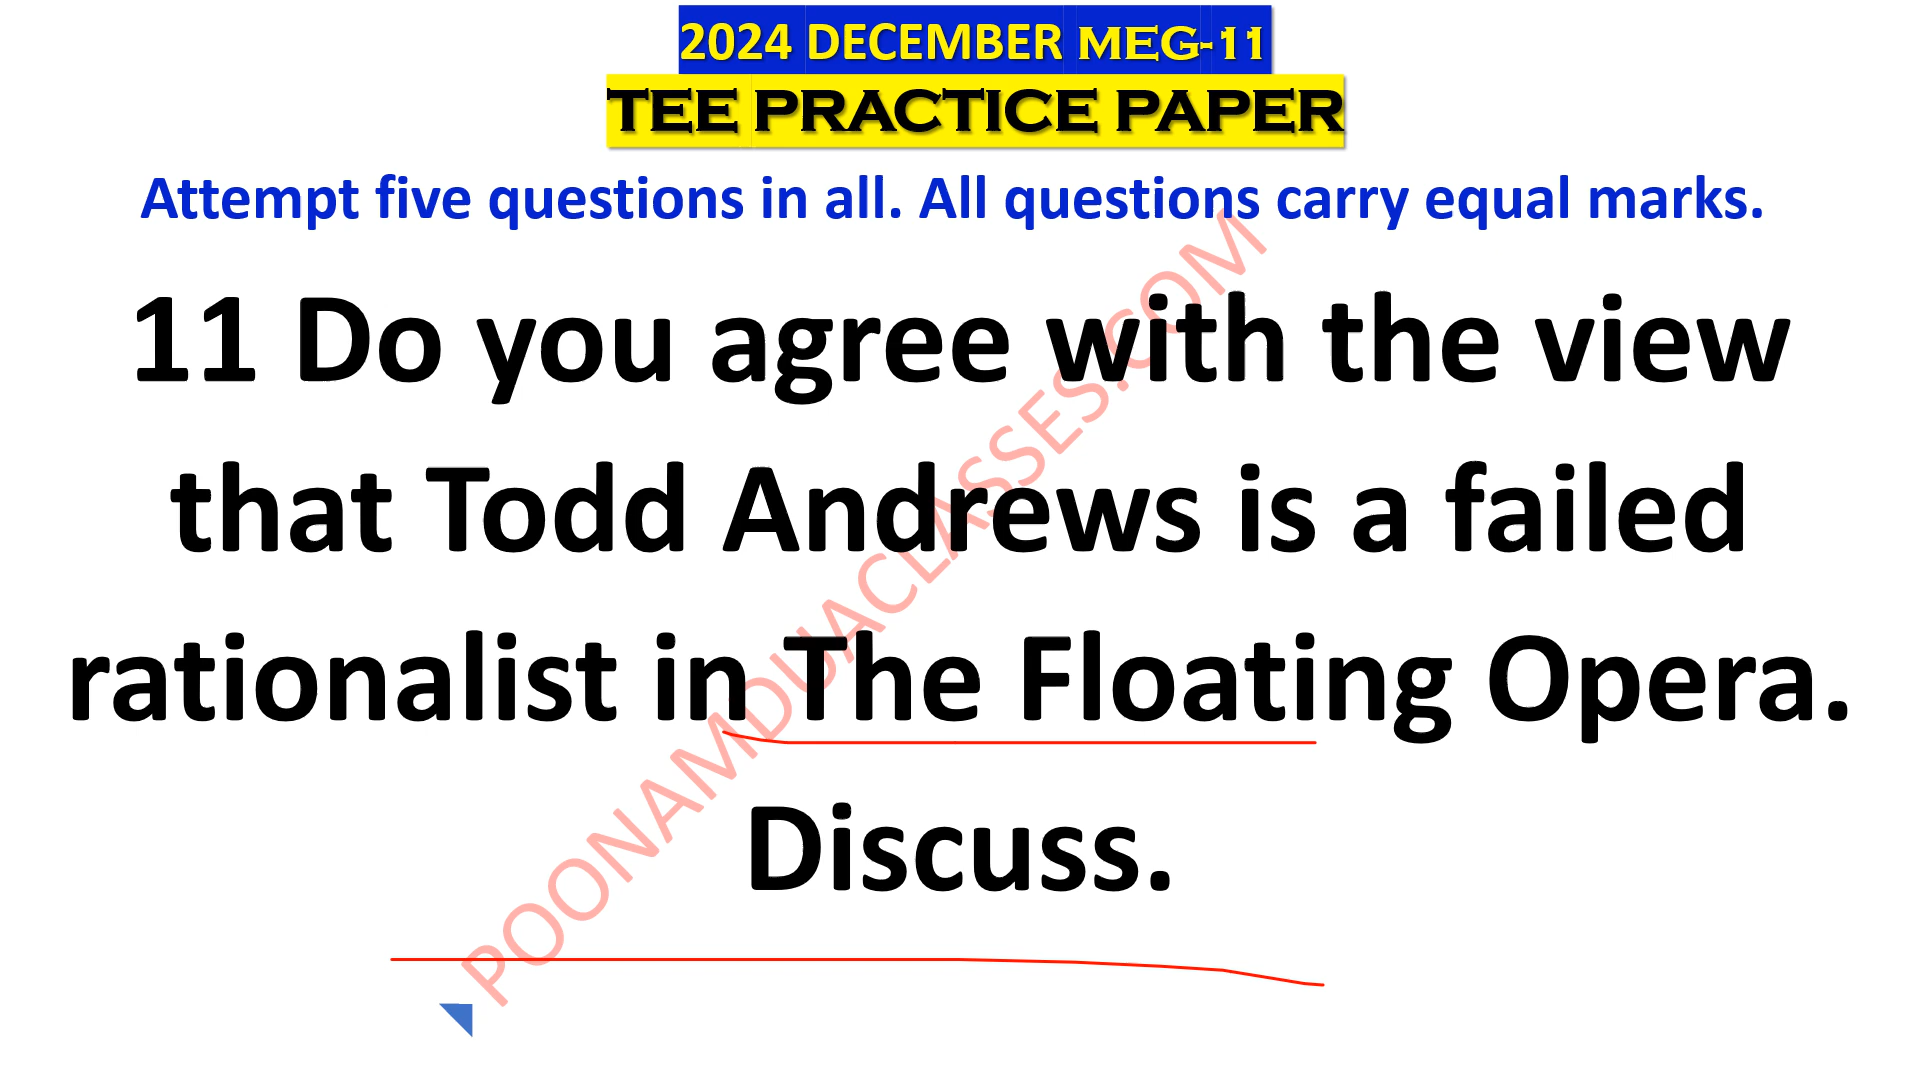 2024 DECEMBER MEG-11
TEE PRACTICE PAPER
Attempt five questions in all. All questions carry equal marks.
11 Do you agree with the view
that Todd Andrews is a failed
rationalist in The Floating Opera.
Discuss.
POONAMDUACLASSES.COM